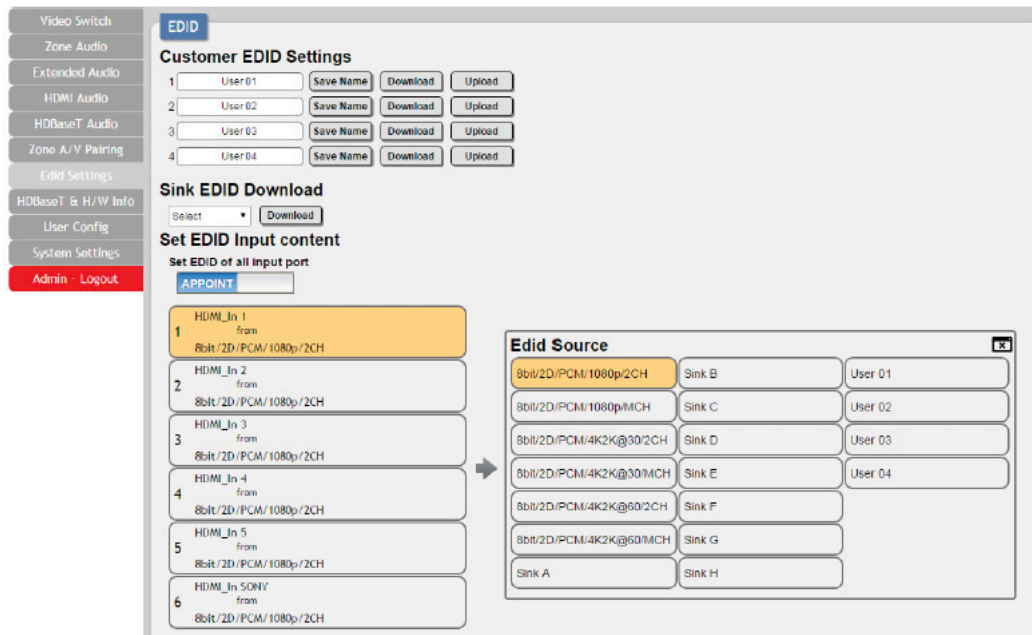 Video Switch
Zone Audio
Extended Audio
HDMI Audio
HDBaseT Audio
Zone A/V Pairing
Edid Settings
HDBaseT & H/W Info
User Config
System Settings
Admin - Logout
EDID
Customer EDID Settings
1 User 01 Save Name Download Upload
2 User 02 Save Name Download Upload
3 User 03 Save Name Download Upload
4 User 04 Save Name Download Upload
Sink EDID Download
Select Download
Set EDID Input content
Set EDID of all input port
APPOINT
HDMI_In 1
1 from
8bit/2D/PCM/1080p/2CH
HDMI_In 2
2 from
8bit/2D/PCM/1080p/2CH
HDMI_In 3
3 from
8bit/2D/PCM/1080p/2CH
HDMI_In 4
4 from
8bit/2D/PCM/1080p/2CH
HDMI_In 5
5 from
8bit/2D/PCM/1080p/2CH
HDMI_In SONY
6 from
8bit/2D/PCM/1080p/2CH
Edid Source x
8bit/2D/PCM/1080p/2CH Sink B User 01
8bit/2D/PCM/1080p/MCH Sink C User 02
8bit/2D/PCM/4K2K@30/2CH Sink D User 03
8bit/2D/PCM/4K2K@30/MCH Sink E User 04
8bit/2D/PCM/4K2K@60/2CH Sink F
8bit/2D/PCM/4K2K@60/MCH Sink G
Sink A Sink H